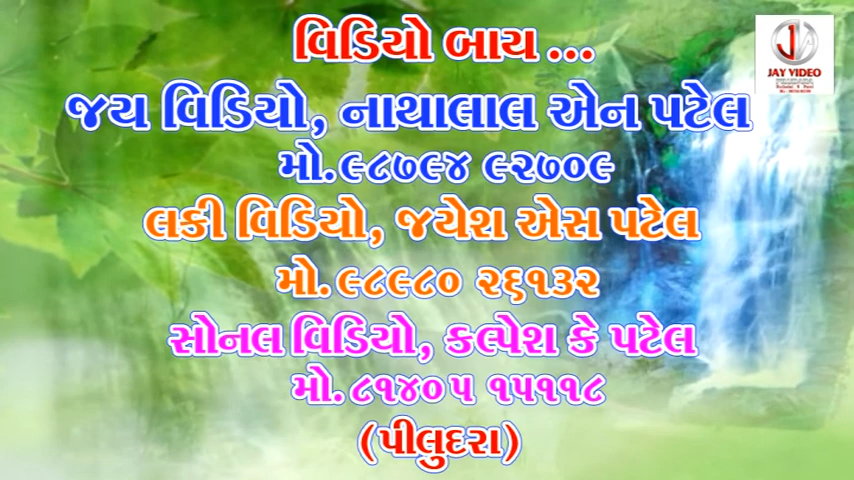 વિડિયો બાય...
JAY VIDEO
જય વિડિયો, નાથાલાલ એન પટેલ
મો.૯૮૭૯૪ ૯૨૭૦૯
લકી વિડિયો, જયેશ એસ પટેલ
મો.૯૮૯૮૦ ૨૬૧૩૨
સોનલ વિડિયો, કલ્પેશ કે પટેલ
મો.૮૧૪૦૫ ૧૫૧૧૮
(પીલુદરા)